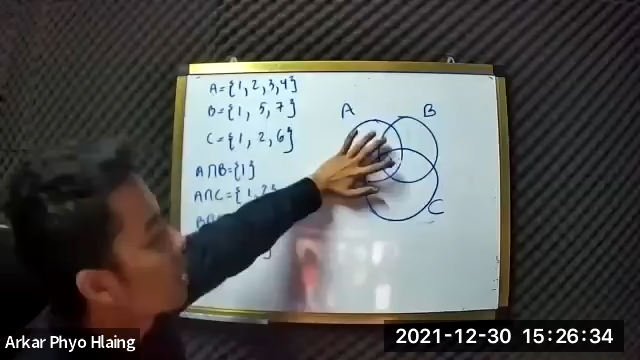 A={1,2,3,4}
B={1,5,7}
C={1,2,6}
A∩B={1}
A∩C={1,2}
A
B
C
Arkar Phyo Hlaing
2021-12-30 15:26:34